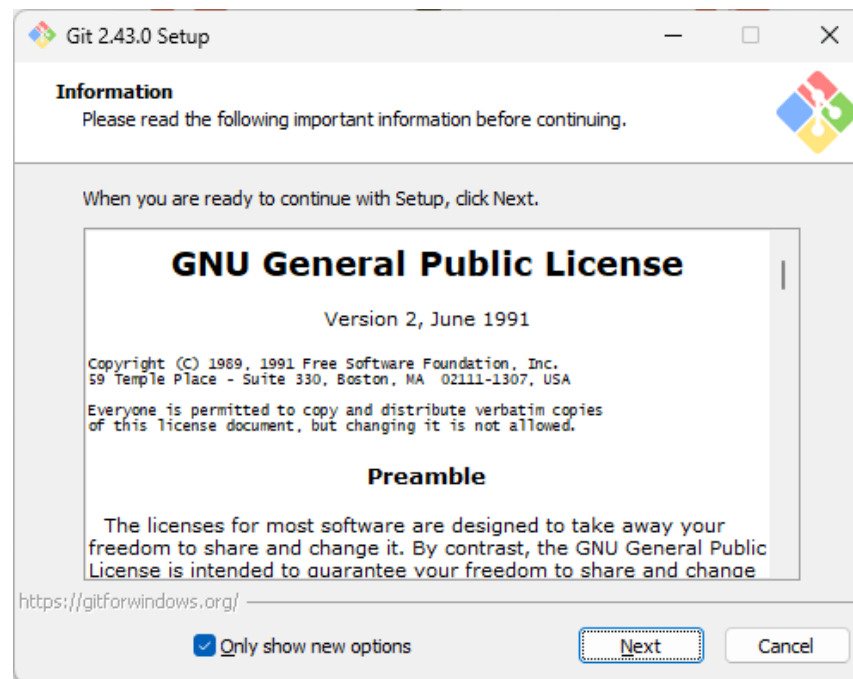 Git 2.43.0 Setup
Information
Please read the following important information before continuing.
When you are ready to continue with Setup, click Next.
GNU General Public License
Version 2, June 1991
Copyright (C) 1989, 1991 Free Software Foundation, Inc.
59 Temple Place - Suite 330, Boston, MA  02111-1307, USA
Everyone is permitted to copy and distribute verbatim copies
of this license document, but changing it is not allowed.
Preamble
The licenses for most software are designed to take away your
freedom to share and change it. By contrast, the GNU General Public
License is intended to guarantee your freedom to share and change
https://gitforwindows.org/
Only show new options
Next
Cancel